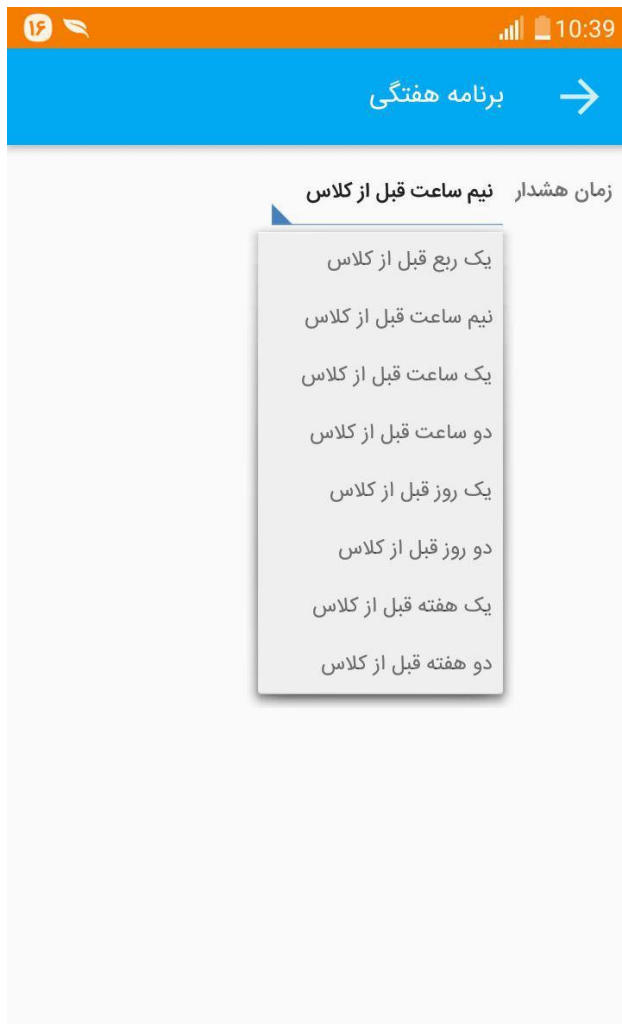 ۱۶ 10:39
برنامه هفتگی
زمان هشدار نیم ساعت قبل از کلاس
یک ربع قبل از کلاس
نیم ساعت قبل از کلاس
یک ساعت قبل از کلاس
دو ساعت قبل از کلاس
یک روز قبل از کلاس
دو روز قبل از کلاس
یک هفته قبل از کلاس
دو هفته قبل از کلاس